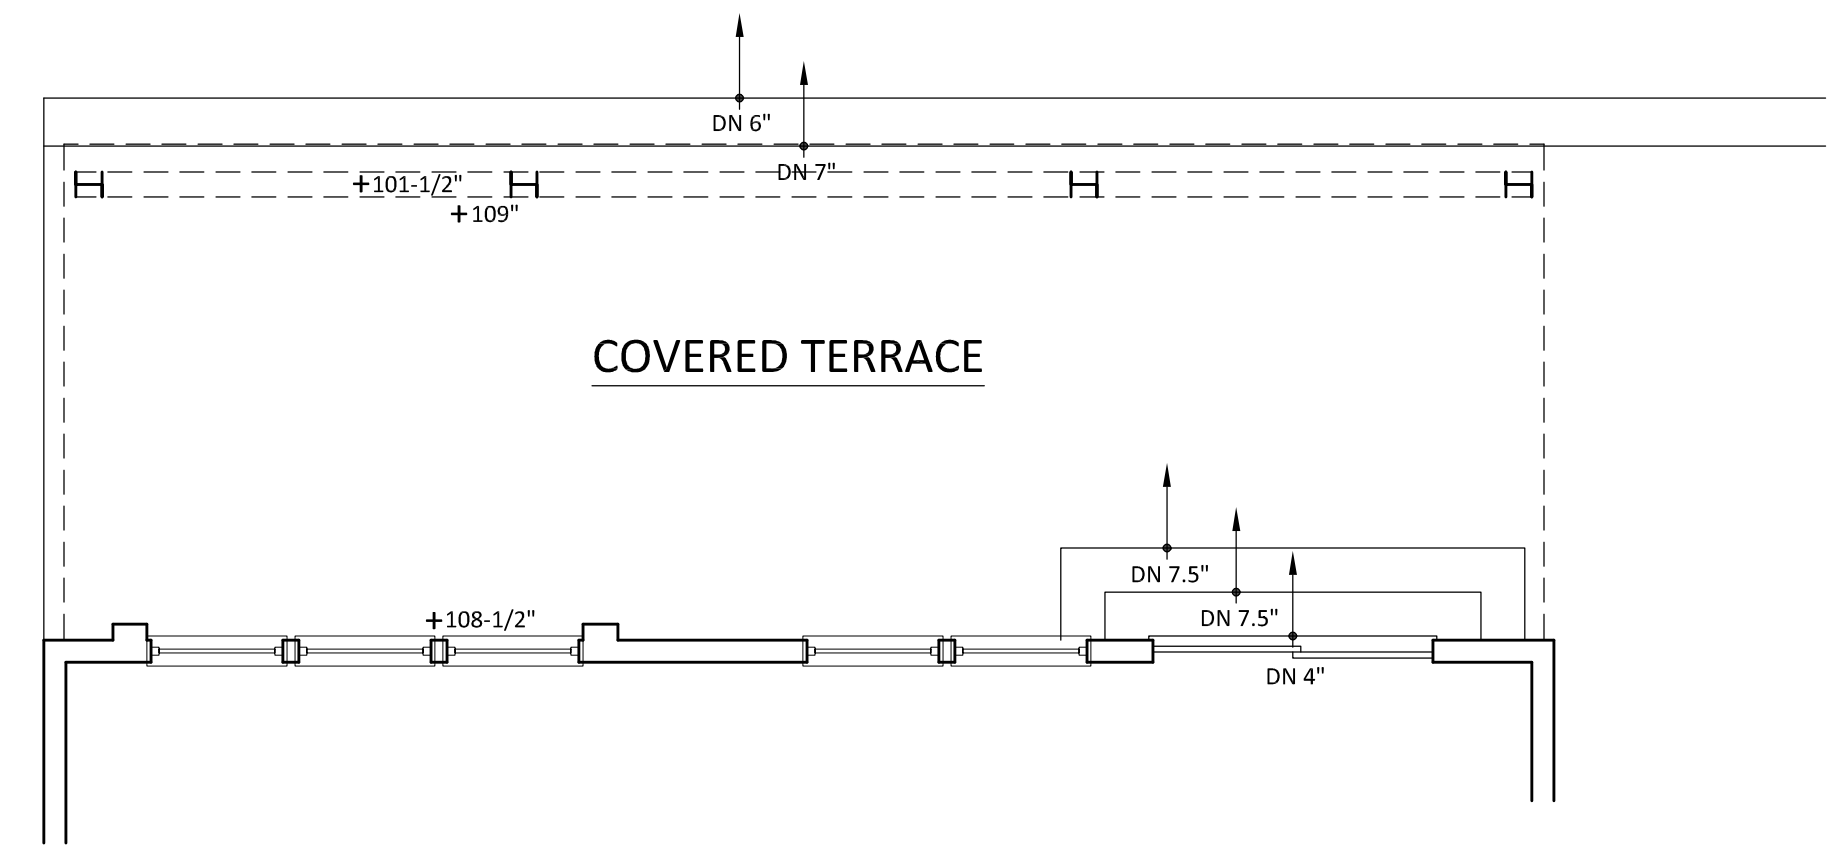 DN 6"
DN 7"
+101-1/2"
+109"
COVERED TERRACE
DN 7.5"
DN 7.5"
+108-1/2"
DN 4"